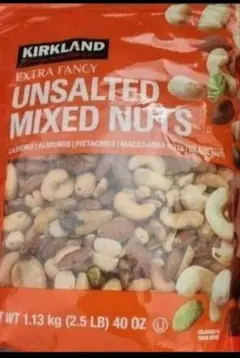 KIRKLAND
EXTRA FANCY
UNSALTED
MIXED NUTS
CASHEWS | ALMONDS | PISTACHIOS | MACADAMIA NUTS
WT 1.13 kg (2.5 LB) 40 OZ U